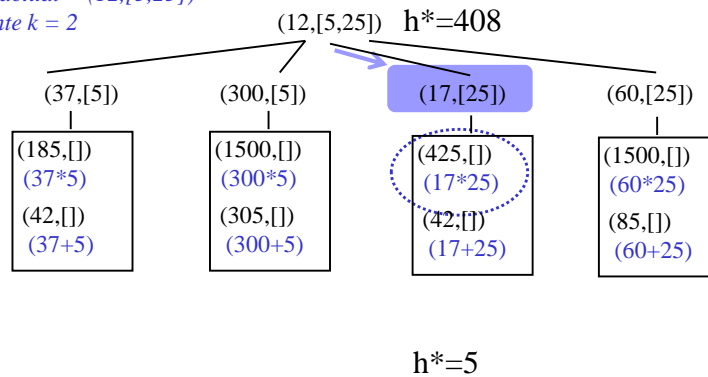 nte k = 2
(12,[5,25]) h*=408
(37,[5]) (300,[5]) (17,[25]) (60,[25])
(185,[]) (1500,[]) (425,[]) (1500,[])
(37*5) (300*5) (17*25) (60*25)
(42,[]) (305,[]) (42,[]) (85,[])
(37+5) (300+5) (17+25) (60+25)
h*=5